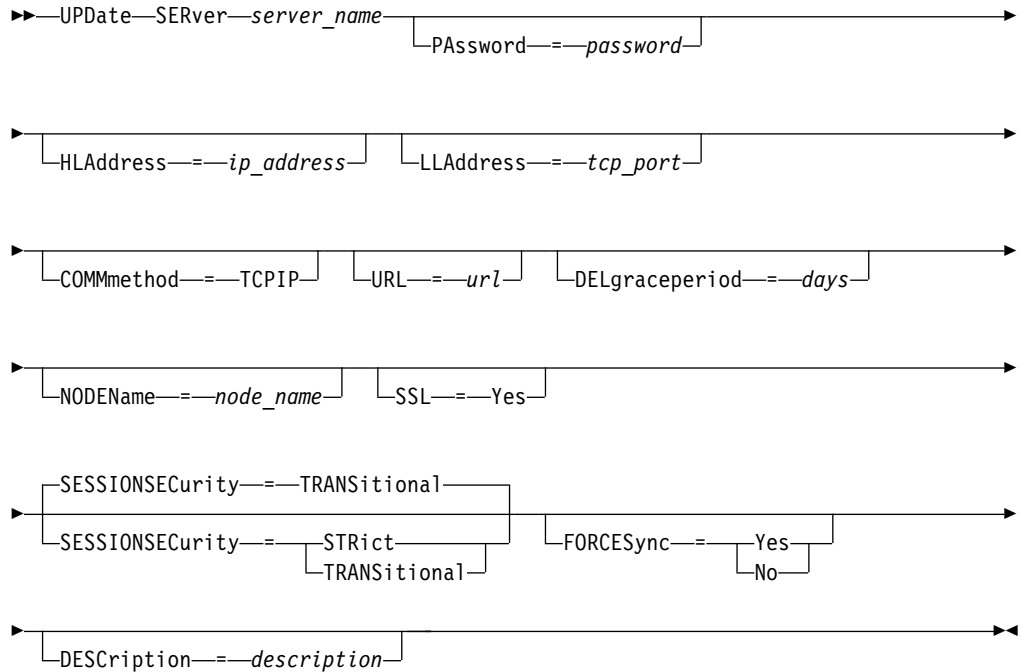 UPDate SERver server_name
PAssword = password
HLAddress = ip_address LLAddress = tcp_port
COMMmethod = TCPIP URL = url DELgraceperiod = days
NODEName = node_name SSL = Yes
SESSIONSECurity = TRANSitional
SESSIONSECurity = STRict FORCESync = Yes
TRANSitional No
DESCription = description